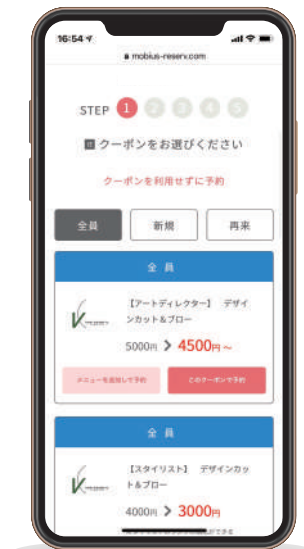 16:54
mobius-reserv.com
STEP 1 2 3 4 5
クーポンをお選びください
クーポンを利用せずに予約
全員 新規 再来
全員
【アートディレクター】 デザイ
ンカット&ブロー
5000円 > 4500円～
メニューを追加して予約 このクーポンで予約
全員
【スタイリスト】 デザインカッ
ト&ブロー
4000円 > 3000円